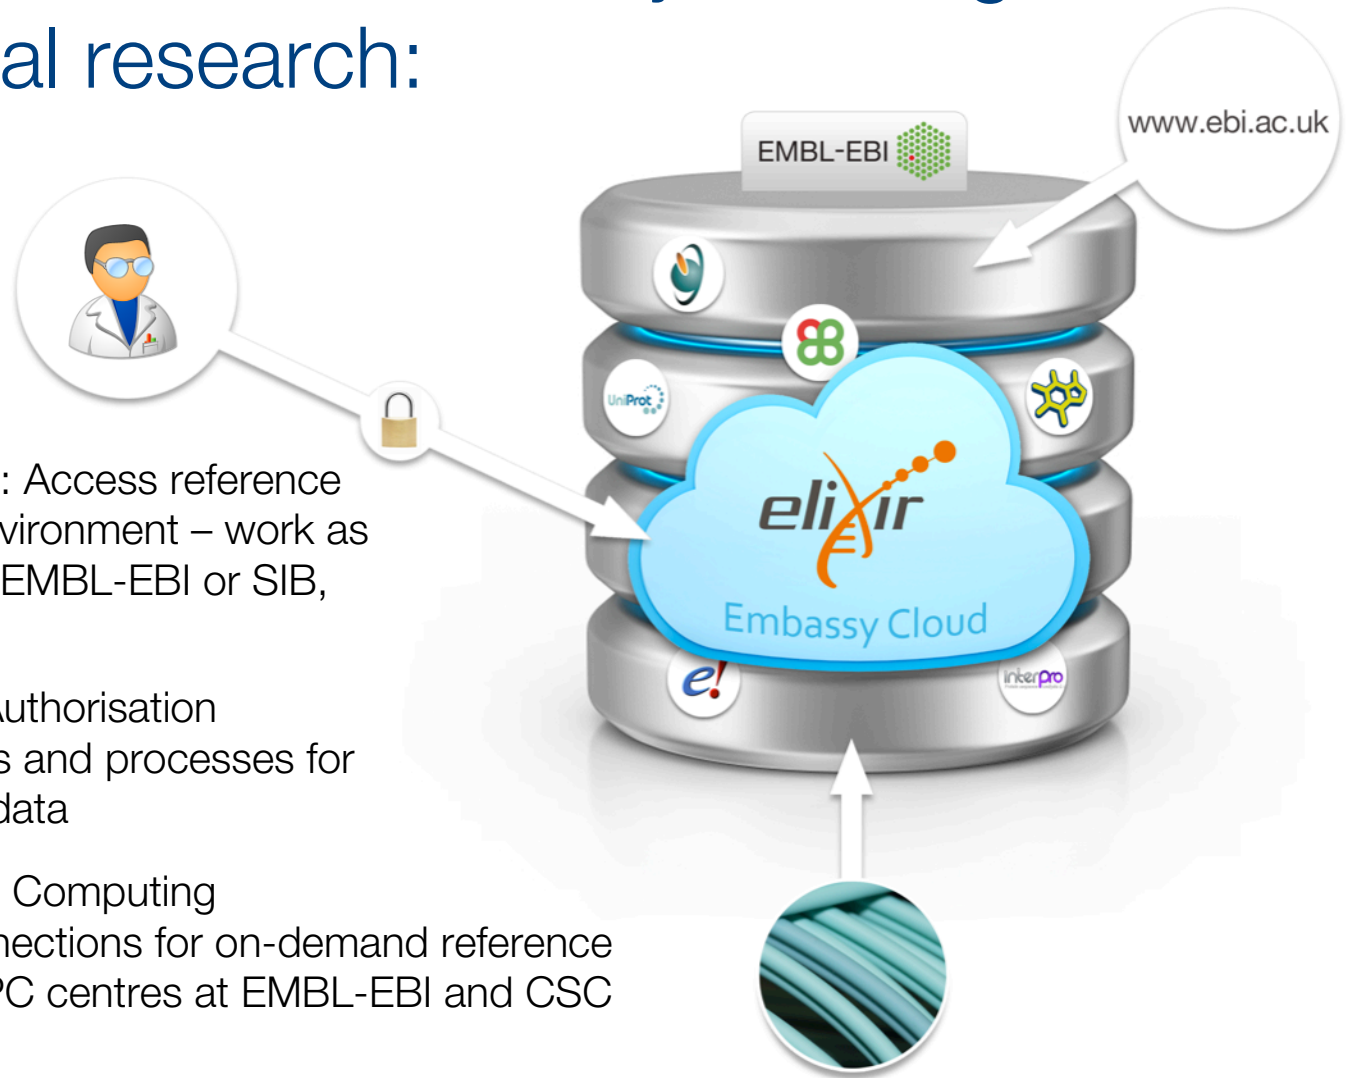 al research:
www.ebi.ac.uk
EMBL-EBI
UniProt
: Access reference
vironment – work as
EMBL-EBI or SIB,
elixir
Embassy Cloud
e!
interpro
Authorisation
s and processes for
data
Computing
nections for on-demand reference
PC centres at EMBL-EBI and CSC